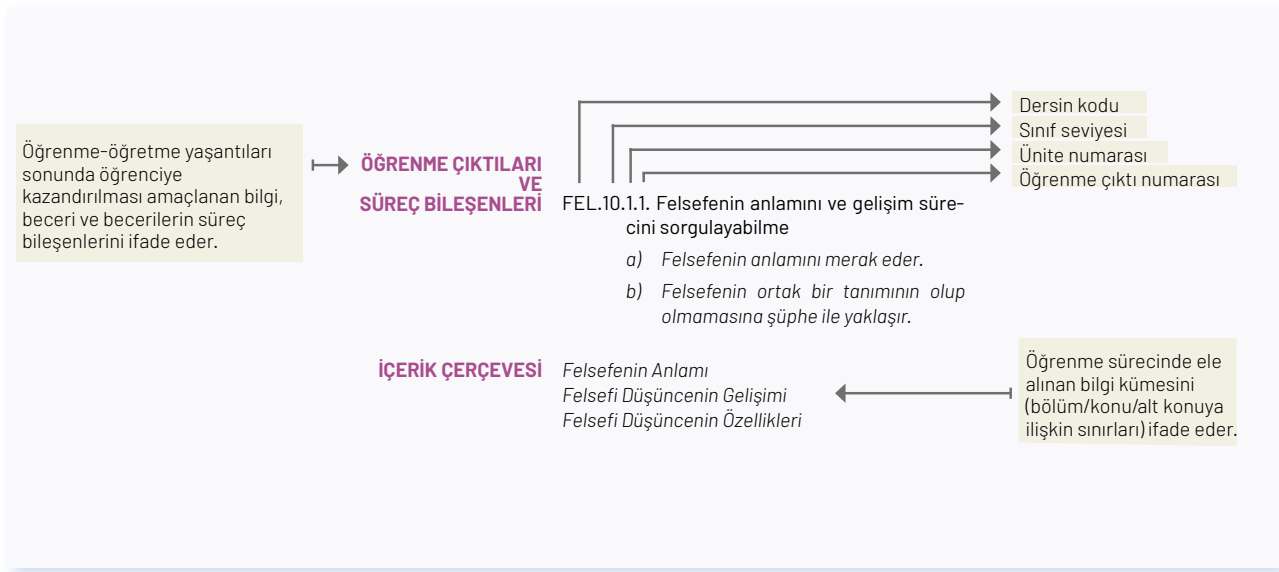 Dersin kodu
Sınıf seviyesi
Ünite numarası
Öğrenme çıktı numarası
Öğrenme-öğretme yaşantıları
sonunda öğrenciye
kazandırılması amaçlanan bilgi,
beceri ve becerilerin süreç
bileşenlerini ifade eder.
ÖĞRENME ÇIKTILARI
VE
SÜREÇ BİLEŞENLERİ
FEL.10.1.1. Felsefenin anlamını ve gelişim süre-
cini sorgulayabilme
a) Felsefenin anlamını merak eder.
b) Felsefenin ortak bir tanımının olup
olmamasına şüphe ile yaklaşır.
İÇERİK ÇERÇEVESİ
Felsefenin Anlamı
Felsefi Düşüncenin Gelişimi
Felsefi Düşüncenin Özellikleri
Öğrenme sürecinde ele
alınan bilgi kümesini
(bölüm/konu/alt konuya
ilişkin sınırları) ifade eder.